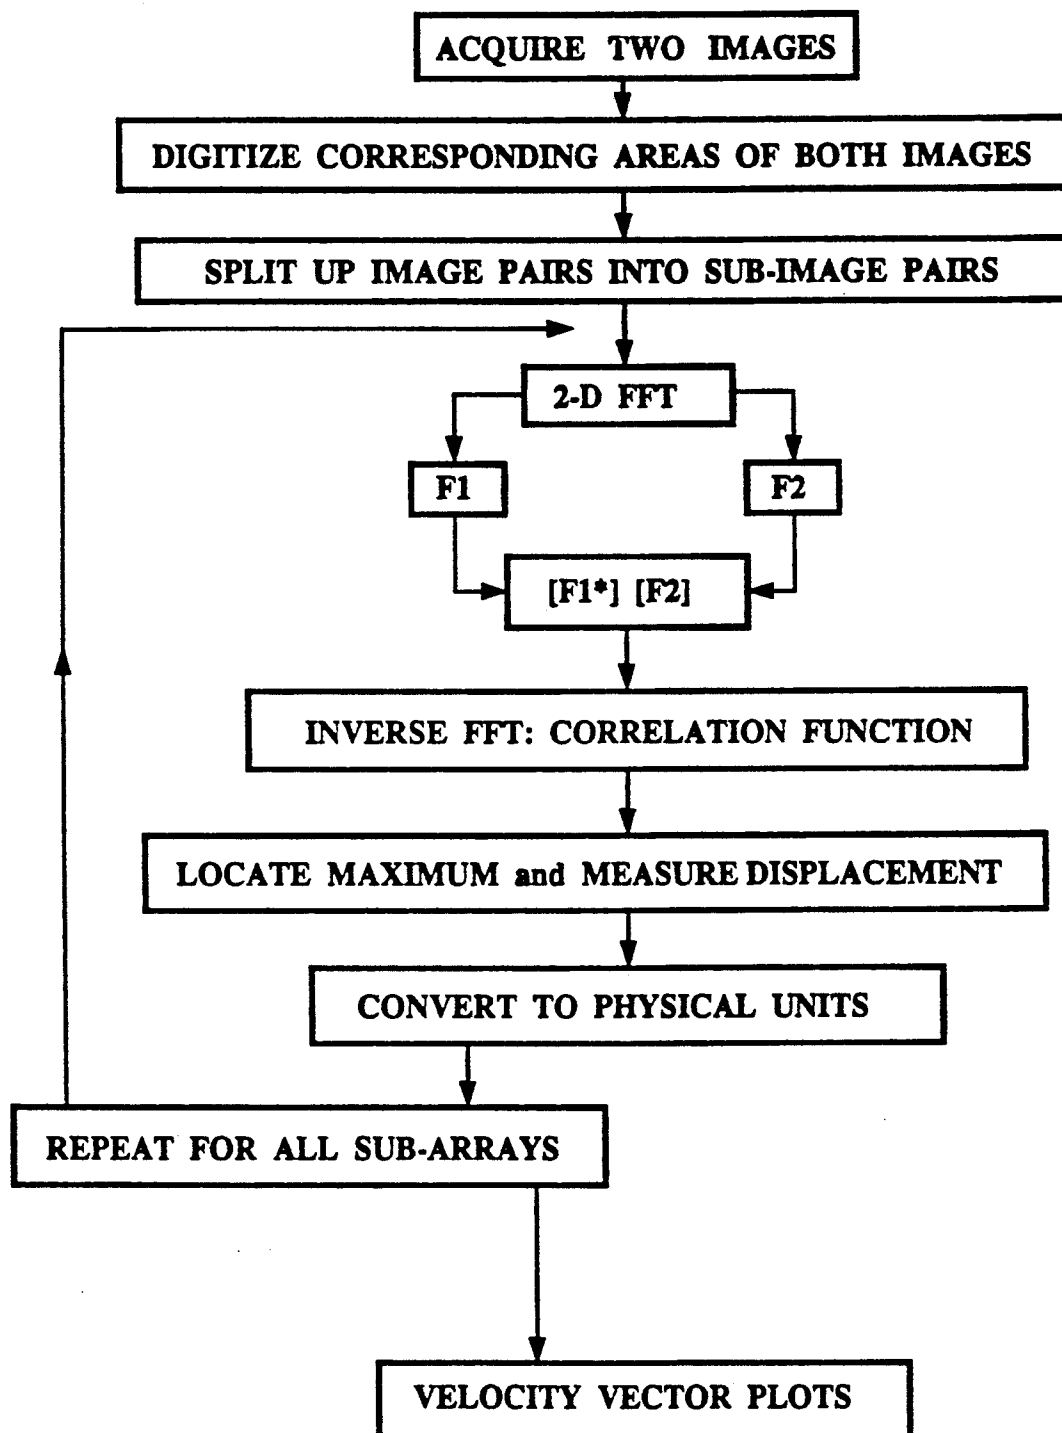 ACQUIRE TWO IMAGES
DIGITIZE CORRESPONDING AREAS OF BOTH IMAGES
SPLIT UP IMAGE PAIRS INTO SUB-IMAGE PAIRS
2-D FFT
F1
F2
[F1*] [F2]
INVERSE FFT: CORRELATION FUNCTION
LOCATE MAXIMUM and MEASURE DISPLACEMENT
CONVERT TO PHYSICAL UNITS
REPEAT FOR ALL SUB-ARRAYS
VELOCITY VECTOR PLOTS